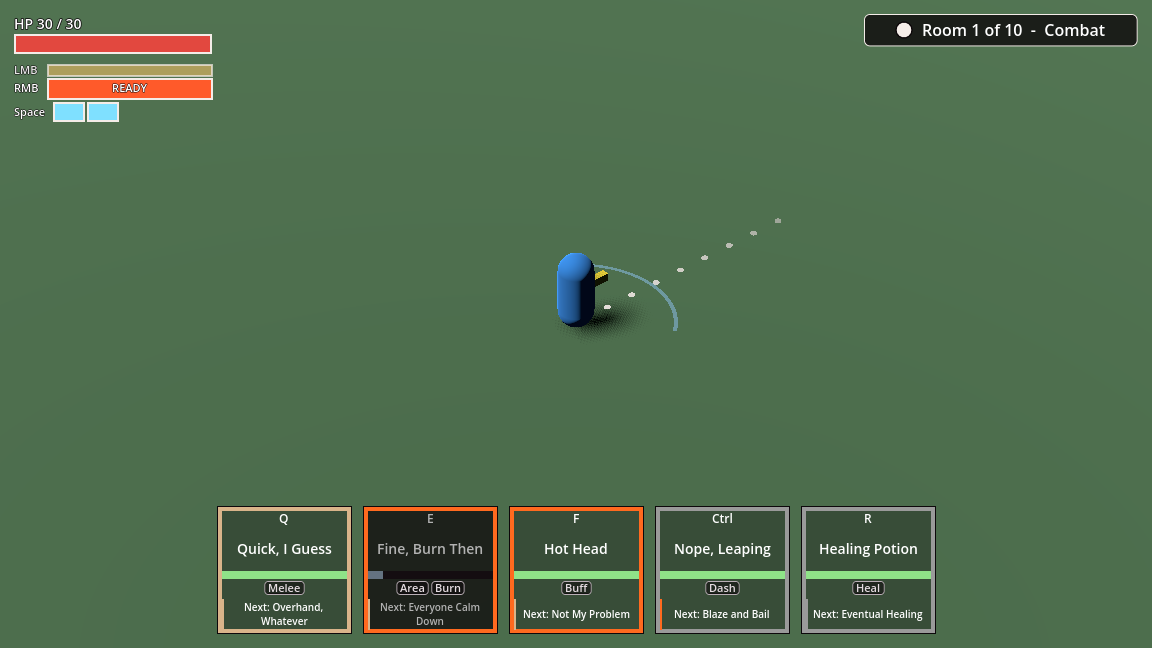 HP 30 / 30
LMB
RMB READY
Space
Room 1 of 10 - Combat
Q
Quick, I Guess
Melee
Next: Overhand,
Whatever
E
Fine, Burn Then
Area Burn
Next: Everyone Calm
Down
F
Hot Head
Buff
Next: Not My Problem
Ctrl
Nope, Leaping
Dash
Next: Blaze and Bail
R
Healing Potion
Heal
Next: Eventual Healing